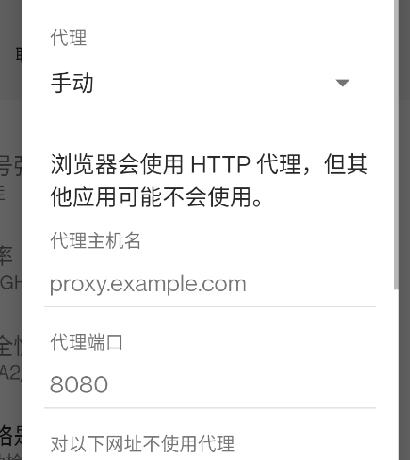 代理
手动
浏览器会使用 HTTP 代理，但其
他应用可能不会使用。
代理主机名
proxy.example.com
代理端口
8080
对以下网址不使用代理